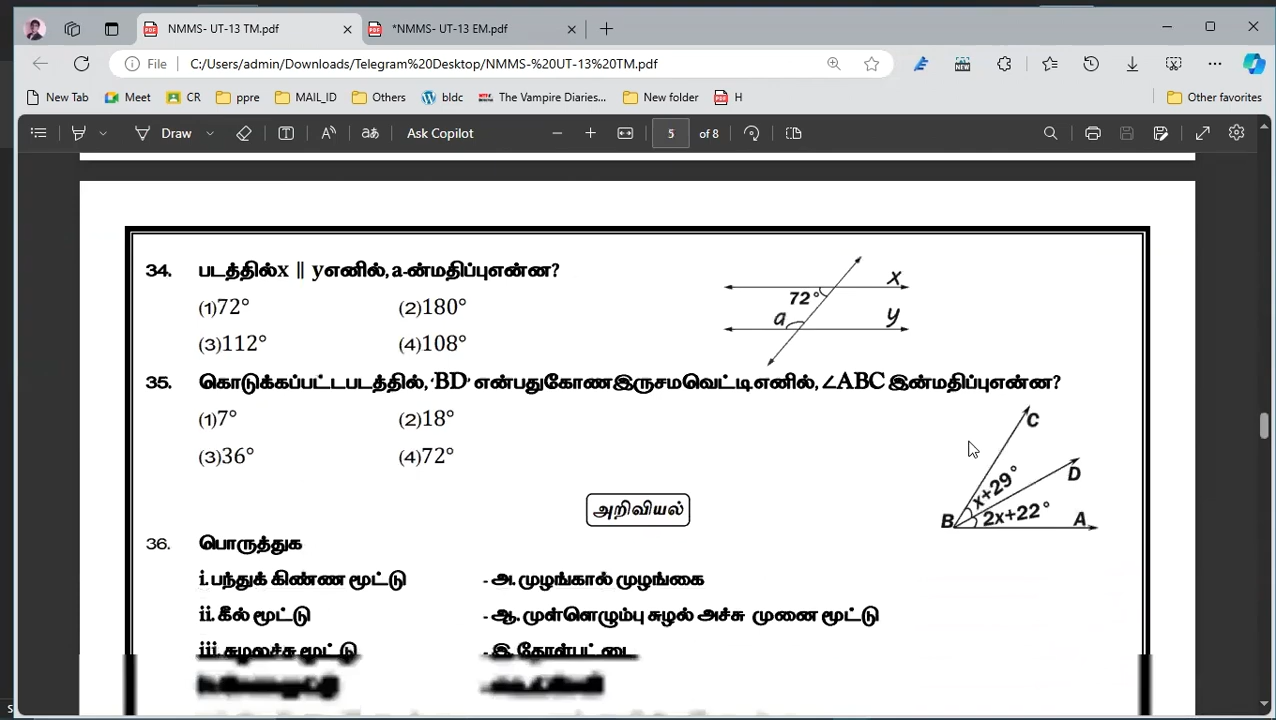 NMMS- UT-13 TM.pdf
*NMMS- UT-13 EM.pdf
File C:/Users/admin/Downloads/Telegram%20Desktop/NMMS-%20UT-13%20TM.pdf
New Tab Meet CR ppre MAIL_ID Others bldc The Vampire Diaries... New folder H Other favorites
Draw Ask Copilot 5 of 8
34. படத்தில்x ∥ yஎனில்,a-ன்மதிப்புஎன்ன?
(1)72° (2)180°
(3)112° (4)108°
72° x
a y
35. கொடுக்கப்பட்டபடத்தில்,‘BD’ என்பதுகோணஇருசமவெட்டிஎனில்,∠ABC இன்மதிப்புஎன்ன?
(1)7° (2)18°
(3)36° (4)72°
C
D
x+29°
B 2x+22° A
அறிவியல்
36. பொருத்துக
i. பந்துக் கிண்ண மூட்டு - அ. முழங்கால் முழங்கை
ii. கீல் மூட்டு - ஆ. முள்ளெழும்பு சுழல் அச்சு முனை மூட்டு
iii. சுழலச்சு மூட்டு - இ. தோள்பட்டை